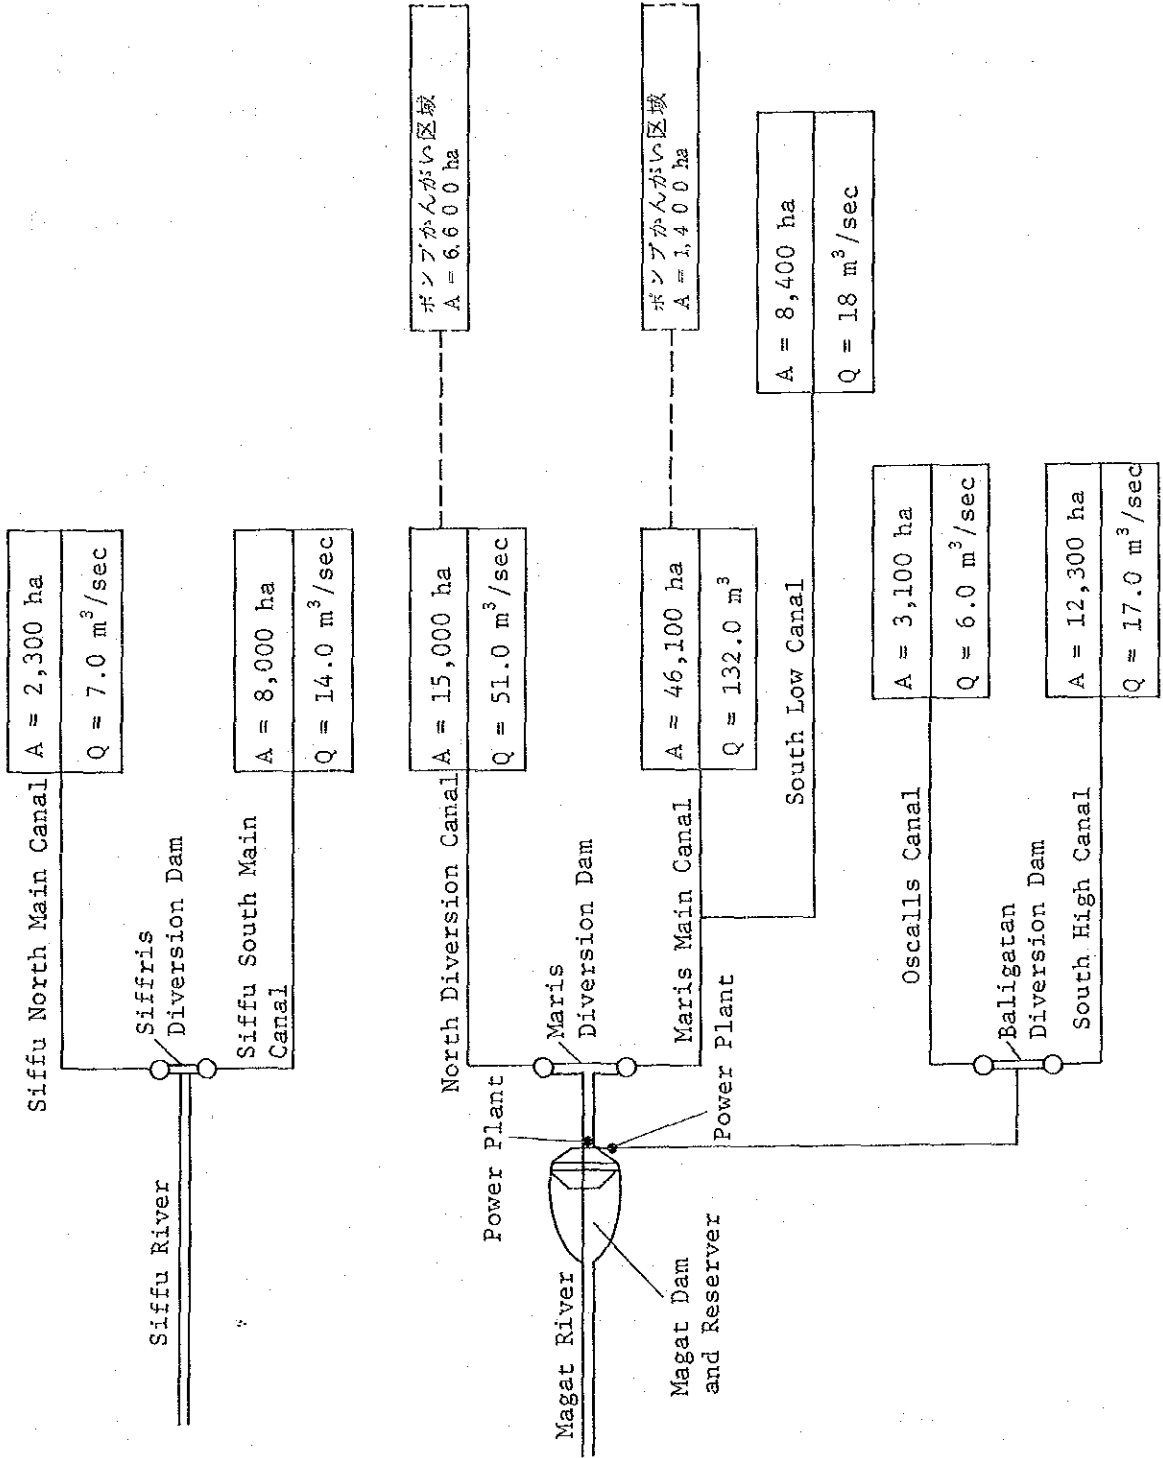 Siffu North Main Canal
A = 2,300 ha
Q = 7.0 m³/sec
Siffu River
Siffris
Diversion Dam
Siffu South Main
Canal
A = 8,000 ha
Q = 14.0 m³/sec
North Diversion Canal
A = 15,000 ha
Q = 51.0 m³/sec
ポンプかんがい区域
A = 6,600 ha
Power Plant
Maris
Diversion Dam
Magat River
Magat Dam
and Reserver
Power Plant
Maris Main Canal
A = 46,100 ha
Q = 132.0 m³
ポンプかんがい区域
A = 1,400 ha
South Low Canal
A = 8,400 ha
Q = 18 m³/sec
Oscalls Canal
A = 3,100 ha
Q = 6.0 m³/sec
Baligatan
Diversion Dam
South High Canal
A = 12,300 ha
Q = 17.0 m³/sec